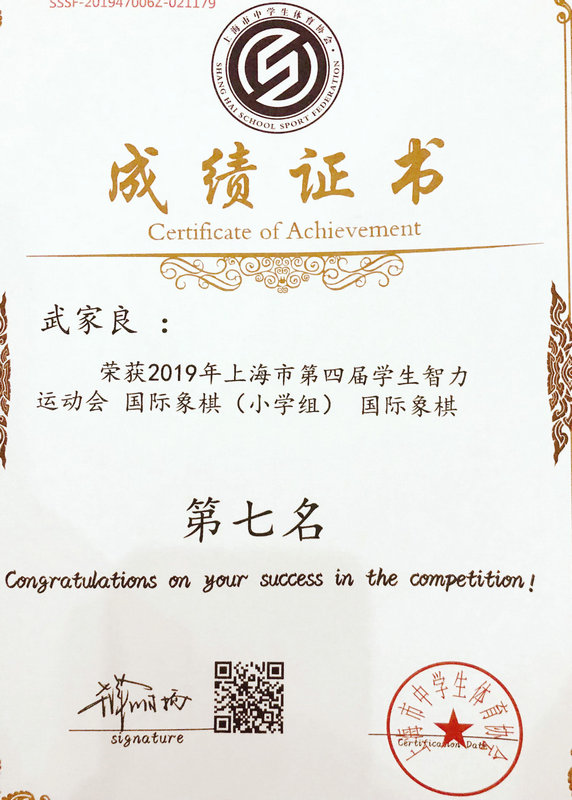 SSSF-201947006Z-021179
上海市中学生体育协会
SHANG HAI SCHOOL SPORT FEDERATION
成绩证书
Certificate of Achievement
武家良 :
荣获2019年上海市第四届学生智力
运动会 国际象棋（小学组） 国际象棋
第七名
Congratulations on your success in the competition!
signature
上海市中学生体育协会
Certification Date